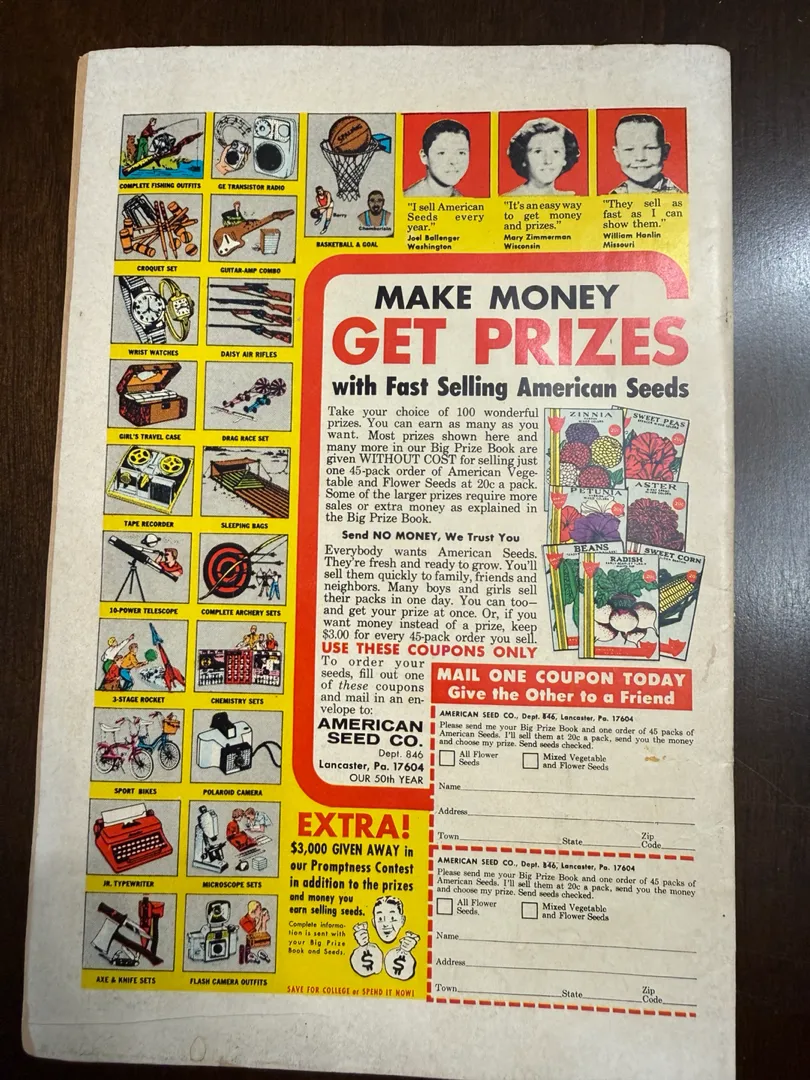 COMPLETE FISHING OUTFITS
GE TRANSISTOR RADIO
SPALDING
Barry
Chamberlain
BASKETBALL & GOAL
CROQUET SET
GUITAR-AMP COMBO
WRIST WATCHES
DAISY AIR RIFLES
GIRL'S TRAVEL CASE
DRAG RACE SET
TAPE RECORDER
SLEEPING BAGS
10-POWER TELESCOPE
COMPLETE ARCHERY SETS
3-STAGE ROCKET
CHEMISTRY SETS
SPORT BIKES
POLAROID CAMERA
JR. TYPEWRITER
MICROSCOPE SETS
AXE & KNIFE SETS
FLASH CAMERA OUTFITS
"I sell American
Seeds every
year."
Joel Ballenger
Washington
"It's an easy way
to get money
and prizes."
Mary Zimmerman
Wisconsin
"They sell as
fast as I can
show them."
William Hanlin
Missouri
MAKE MONEY
GET PRIZES
with Fast Selling American Seeds
Take your choice of 100 wonderful
prizes. You can earn as many as you
want. Most prizes shown here and
many more in our Big Prize Book are
given WITHOUT COST for selling just
one 45-pack order of American Vege-
table and Flower Seeds at 20c a pack.
Some of the larger prizes require more
sales or extra money as explained in
the Big Prize Book.
Send NO MONEY, We Trust You
Everybody wants American Seeds.
They're fresh and ready to grow. You'll
sell them quickly to family, friends and
neighbors. Many boys and girls sell
their packs in one day. You can too—
and get your prize at once. Or, if you
want money instead of a prize, keep
$3.00 for every 45-pack order you sell.
USE THESE COUPONS ONLY
To order your
seeds, fill out one
of these coupons
and mail in an en-
velope to:
AMERICAN
SEED CO.
Dept. 846
Lancaster, Pa. 17604
OUR 50th YEAR
ZINNIA
SWEET PEAS
PETUNIA
ASTER
BEANS
RADISH
SWEET CORN
MAIL ONE COUPON TODAY
Give the Other to a Friend
AMERICAN SEED CO., Dept. 846, Lancaster, Pa. 17604
Please send me your Big Prize Book and one order of 45 packs of
American Seeds. I'll sell them at 20c a pack, send you the money
and choose my prize. Send seeds checked.
All Flower
Seeds
Mixed Vegetable
and Flower Seeds
Name
Address
Town State Zip
Code
AMERICAN SEED CO., Dept. 846, Lancaster, Pa. 17604
Please send me your Big Prize Book and one order of 45 packs of
American Seeds. I'll sell them at 20c a pack, send you the money
and choose my prize. Send seeds checked.
All Flower
Seeds.
Mixed Vegetable
and Flower Seeds
Name
Address
Town State Zip
Code
EXTRA!
$3,000 GIVEN AWAY in
our Promptness Contest
in addition to the prizes
and money you
earn selling seeds.
Complete informa-
tion is sent with
your Big Prize
Book and Seeds.
$ $
SAVE FOR COLLEGE or SPEND IT NOW!